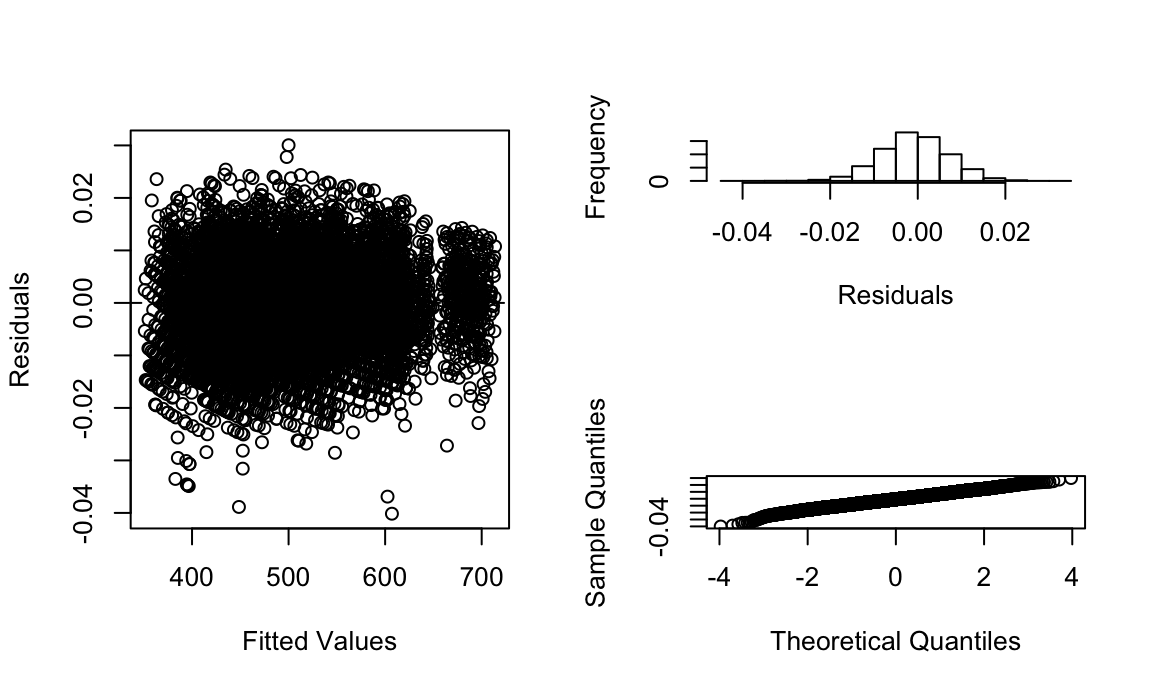 Residuals
0.02
0.00
-0.02
-0.04
400 500 600 700
Fitted Values
Frequency
0
-0.04 -0.02 0.00 0.02
Residuals
Sample Quantiles
-0.04
-4 -2 0 2 4
Theoretical Quantiles